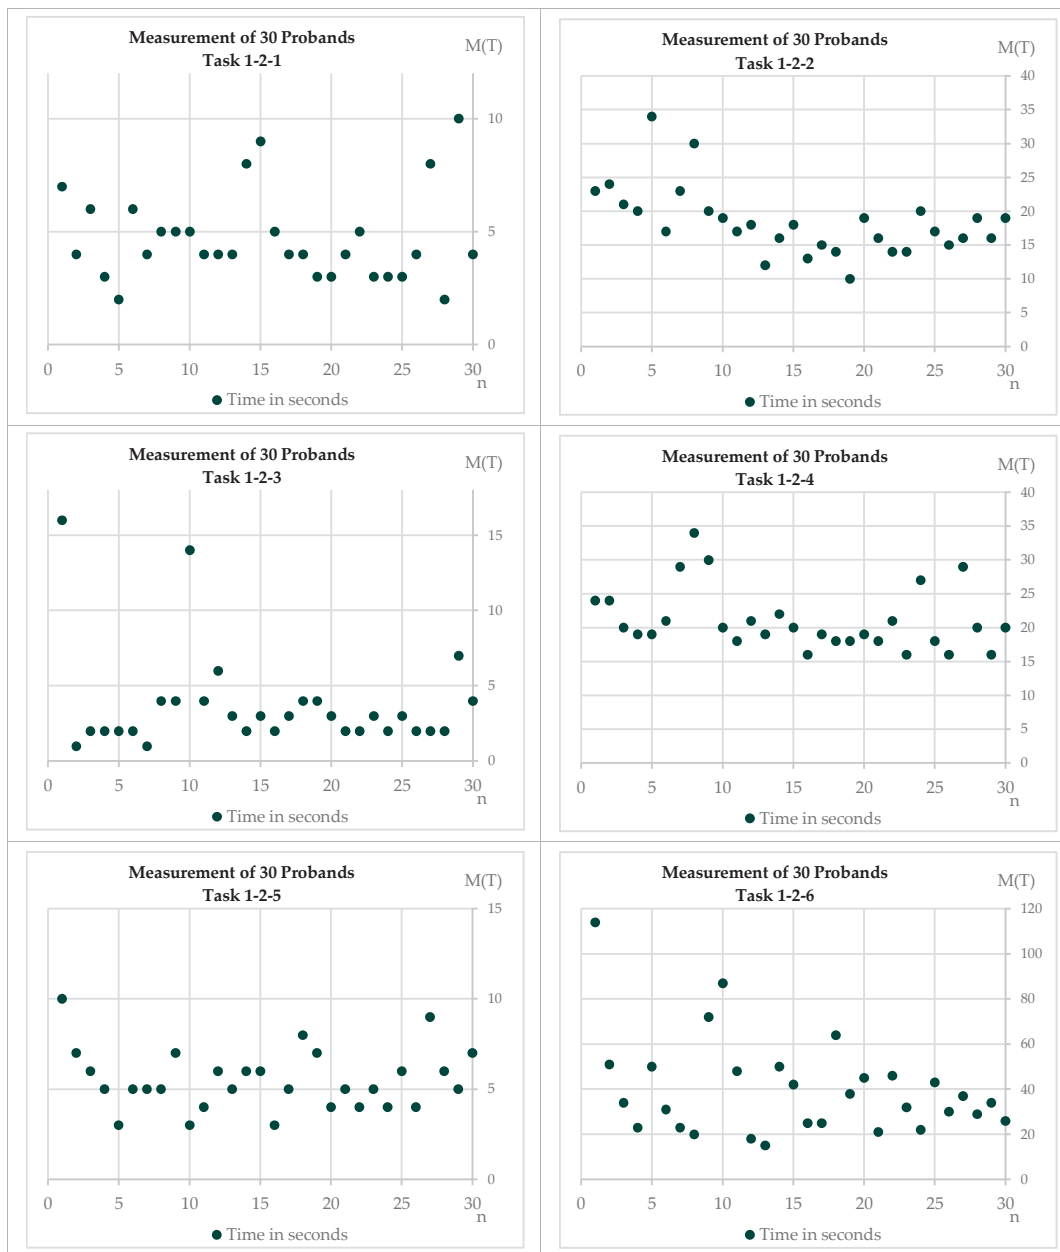 Measurement of 30 Probands
Task 1-2-1
M(T)
10
5
0
0 5 10 15 20 25 30
n
Time in seconds
Measurement of 30 Probands
Task 1-2-2
M(T)
40
35
30
25
20
15
10
5
0
0 5 10 15 20 25 30
n
Time in seconds
Measurement of 30 Probands
Task 1-2-3
M(T)
15
10
5
0
0 5 10 15 20 25 30
n
Time in seconds
Measurement of 30 Probands
Task 1-2-4
M(T)
40
35
30
25
20
15
10
5
0
0 5 10 15 20 25 30
n
Time in seconds
Measurement of 30 Probands
Task 1-2-5
M(T)
15
10
5
0
0 5 10 15 20 25 30
n
Time in seconds
Measurement of 30 Probands
Task 1-2-6
M(T)
120
100
80
60
40
20
0
0 5 10 15 20 25 30
n
Time in seconds